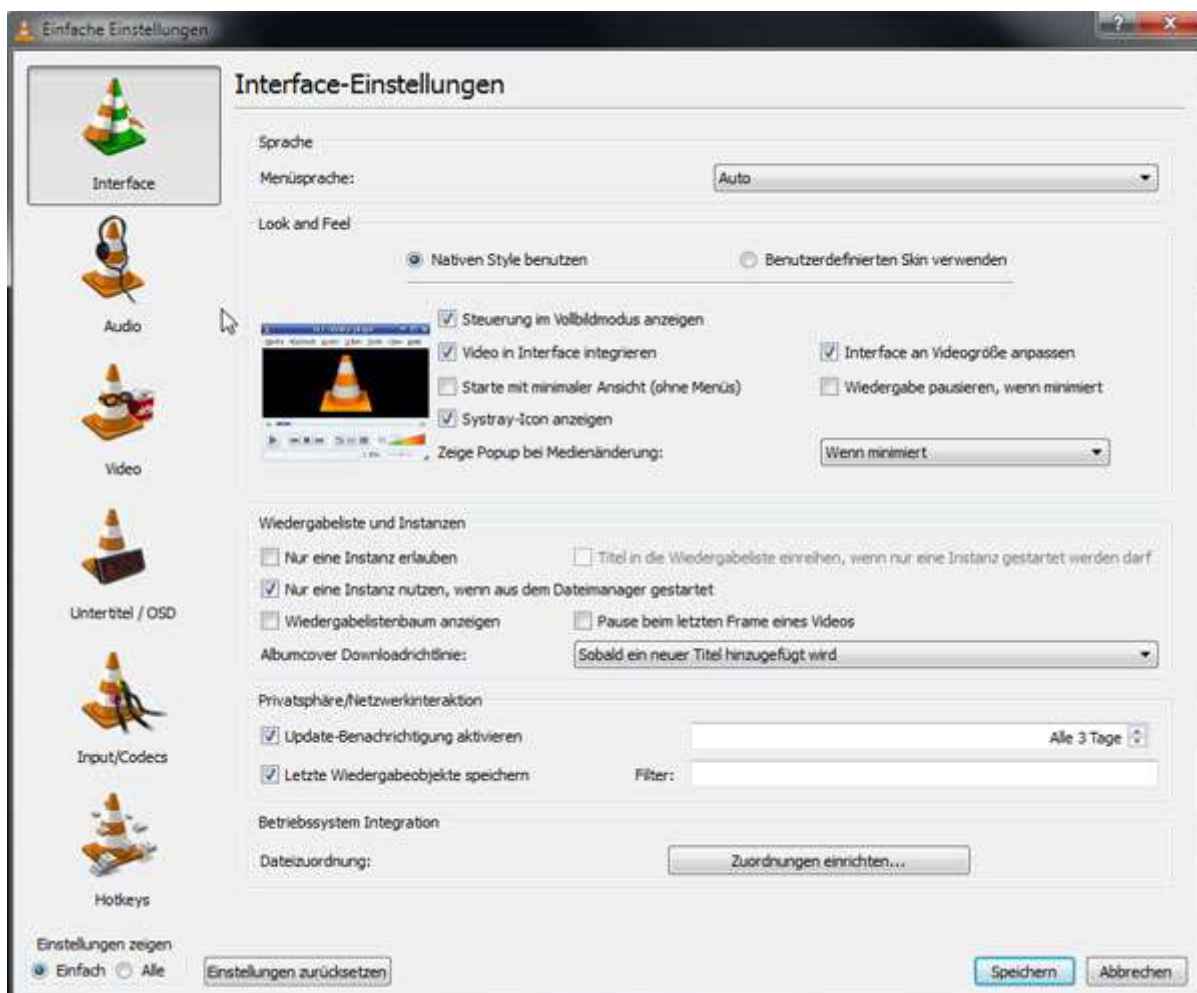 Einfache Einstellungen
Interface-Einstellungen
Interface
Audio
Video
Untertitel / OSD
Input/Codecs
Hotkeys
Sprache
Menüsprache: Auto
Look and Feel
Nativen Style benutzen Benutzerdefinierten Skin verwenden
Steuerung im Vollbildmodus anzeigen
Video in Interface integrieren Interface an Videogröße anpassen
Starte mit minimaler Ansicht (ohne Menüs) Wiedergabe pausieren, wenn minimiert
Systray-Icon anzeigen
Zeige Popup bei Medienänderung: Wenn minimiert
Wiedergabeliste und Instanzen
Nur eine Instanz erlauben Titel in die Wiedergabeliste einreihen, wenn nur eine Instanz gestartet werden darf
Nur eine Instanz nutzen, wenn aus dem Dateimanager gestartet
Wiedergabelistenbaum anzeigen Pause beim letzten Frame eines Videos
Albumcover Downloadrichtlinie: Sobald ein neuer Titel hinzugefügt wird
Privatsphäre/Netzwerkinteraktion
Update-Benachrichtigung aktivieren Alle 3 Tage
Letzte Wiedergabeobjekte speichern Filter:
Betriebssystem Integration
Dateizuordnung: Zuordnungen einrichten...
Einstellungen zeigen
Einfach Alle Einstellungen zurücksetzen Speichern Abbrechen